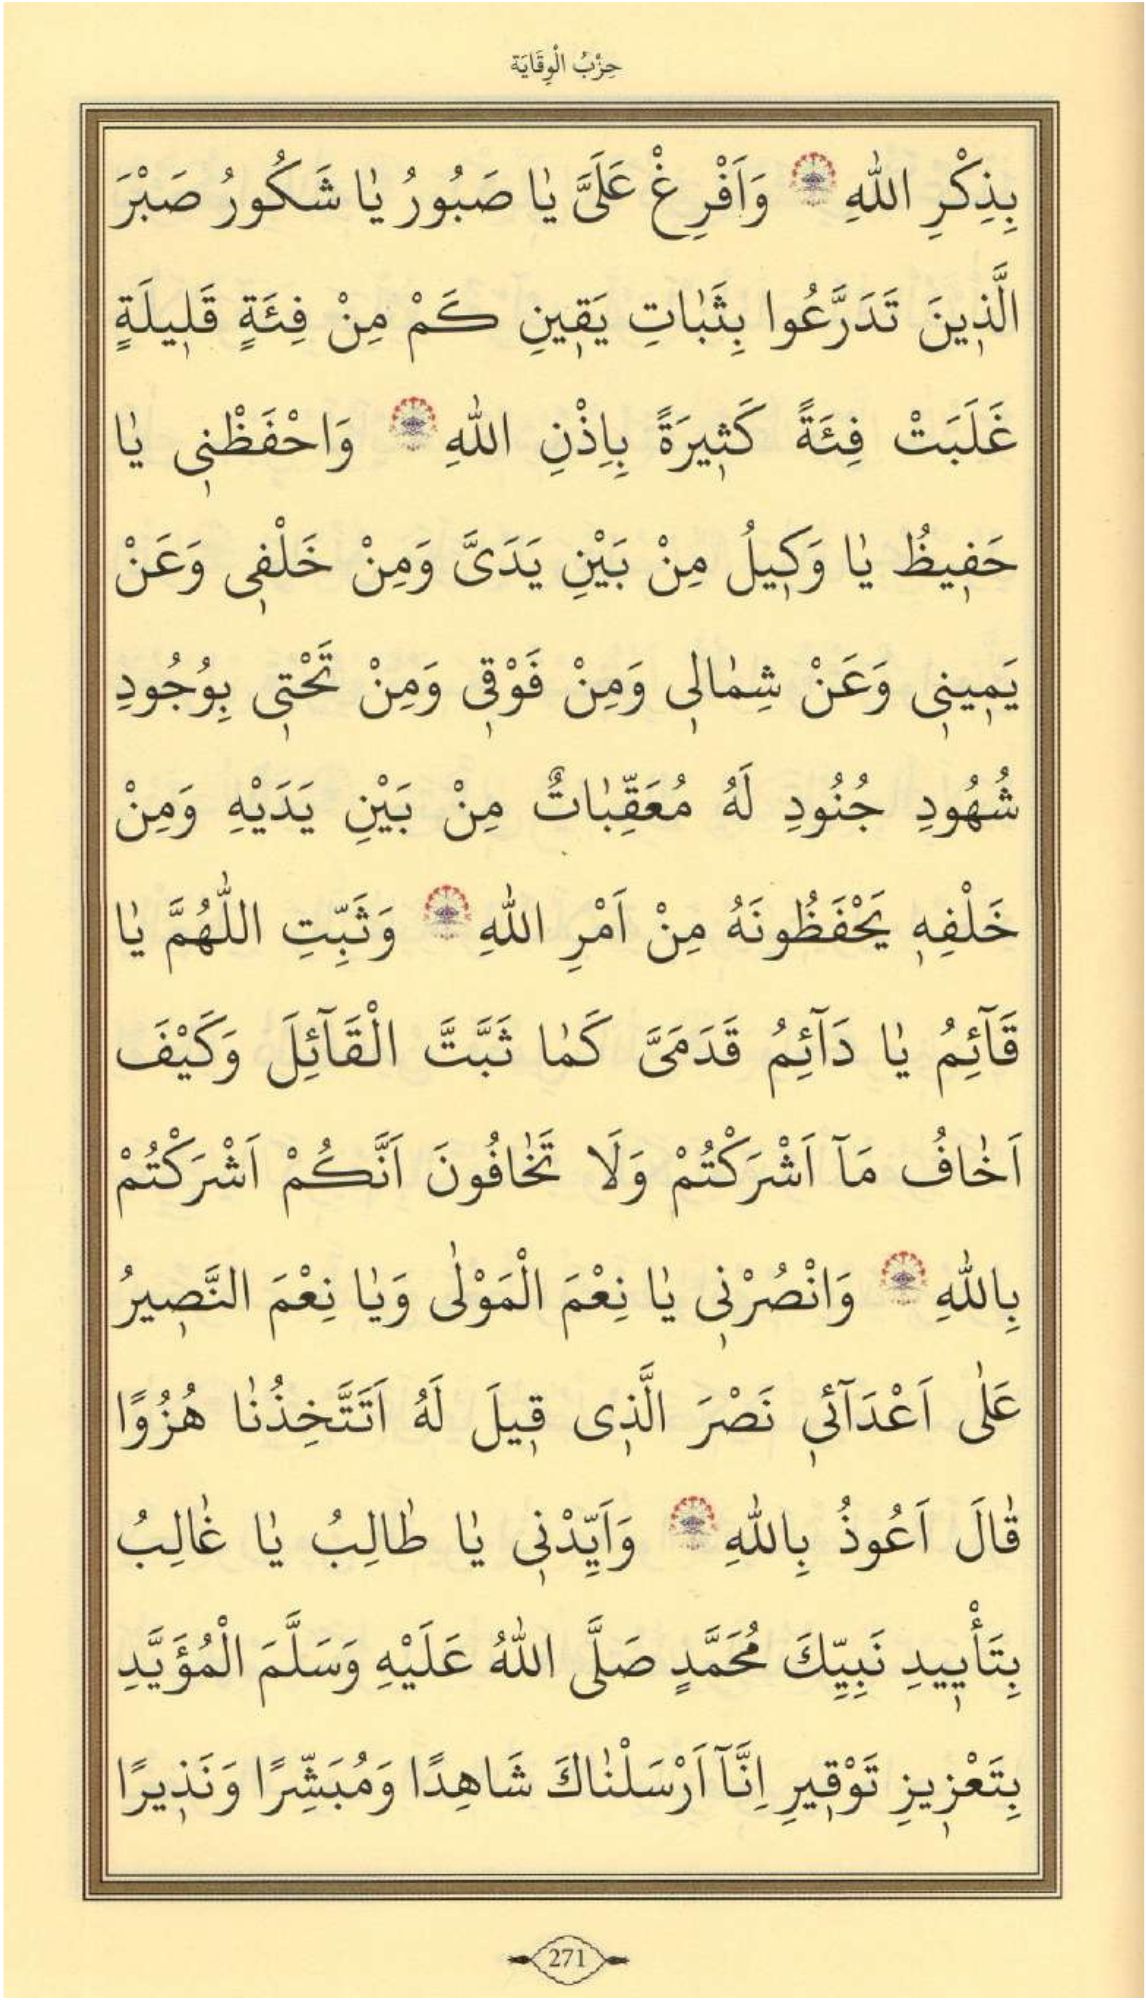 حِزْبُ الْوِقَايَة
بِذِكْرِ اللّٰهِ ۞ وَاَفْرِغْ عَلَىَّ يَا صَبُورُ يَا شَكُورُ صَبْرَ
الَّذ۪ينَ تَدَرَّعُوا بِثَبَاتِ يَق۪ينِ كَمْ مِنْ فِئَةٍ قَل۪يلَةٍ
غَلَبَتْ فِئَةً كَث۪يرَةً بِاِذْنِ اللّٰهِ ۞ وَاحْفَظْن۪ى يَا
حَف۪يظُ يَا وَك۪يلُ مِنْ بَيْنِ يَدَىَّ وَمِنْ خَلْف۪ى وَعَنْ
يَم۪ين۪ى وَعَنْ شِمَال۪ى وَمِنْ فَوْق۪ى وَمِنْ تَحْت۪ى بِوُجُودِ
شُهُودِ جُنُودِ لَهُ مُعَقِّبَاتٌ مِنْ بَيْنِ يَدَيْهِ وَمِنْ
خَلْفِه۪ يَحْفَظُونَهُ مِنْ اَمْرِ اللّٰهِ ۞ وَثَبِّتِ اللّٰهُمَّ يَا
قَآئِمُ يَا دَآئِمُ قَدَمَىَّ كَمَا ثَبَّتَّ الْقَآئِلَ وَكَيْفَ
اَخَافُ مَآ اَشْرَكْتُمْ وَلَا تَخَافُونَ اَنَّكُمْ اَشْرَكْتُمْ
بِاللّٰهِ ۞ وَانْصُرْن۪ى يَا نِعْمَ الْمَوْلٰى وَيَا نِعْمَ النَّص۪يرُ
عَلٰى اَعْدَآئ۪ى نَصْرَ الَّذ۪ى ق۪يلَ لَهُ اَتَتَّخِذُنَا هُزُوًا
قَالَ اَعُوذُ بِاللّٰهِ ۞ وَاَيِّدْن۪ى يَا طَالِبُ يَا غَالِبُ
بِتَأْي۪يدِ نَبِيِّكَ مُحَمَّدٍ صَلَّى اللّٰهُ عَلَيْهِ وَسَلَّمَ الْمُؤَيَّدِ
بِتَعْز۪يزِ تَوْق۪يرِ اِنَّآ اَرْسَلْنَاكَ شَاهِدًا وَمُبَشِّرًا وَنَذ۪يرًا
271